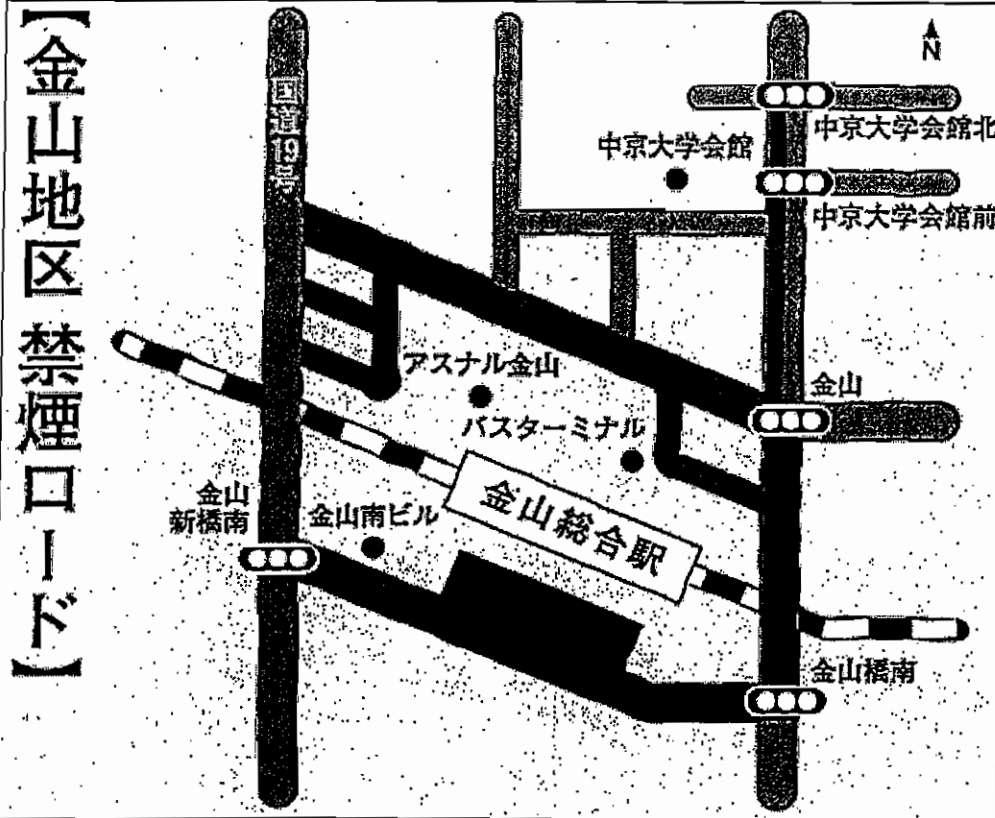 【金山地区 禁煙ロード】
N
国道19号
中京大学会館北
中京大学会館
中京大学会館前
アスナル金山
金山
バスターミナル
金山総合駅
金山
新橋南
金山南ビル
金山橋南